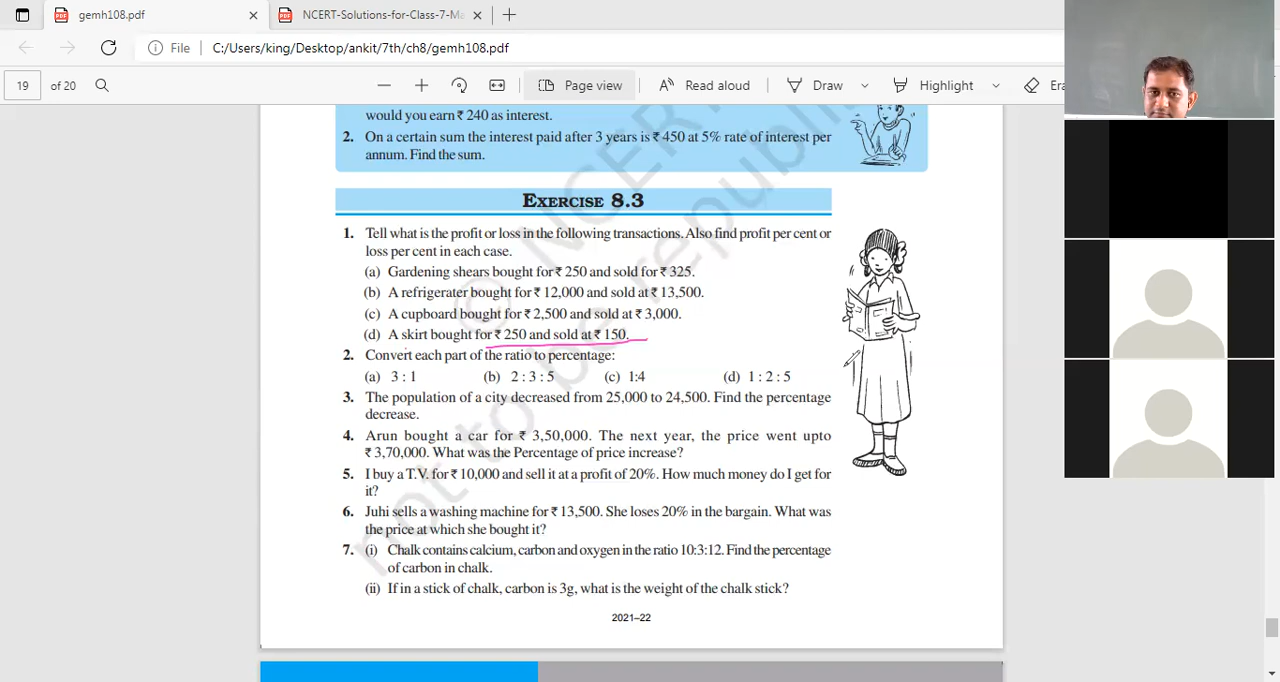 gemh108.pdf
NCERT-Solutions-for-Class-7-Ma
File C:/Users/king/Desktop/ankit/7th/ch8/gemh108.pdf
19 of 20 Page view Read aloud Draw Highlight Era
would you earn ₹ 240 as interest.
2. On a certain sum the interest paid after 3 years is ₹ 450 at 5% rate of interest per
annum. Find the sum.
EXERCISE 8.3
1. Tell what is the profit or loss in the following transactions. Also find profit per cent or
loss per cent in each case.
(a) Gardening shears bought for ₹ 250 and sold for ₹ 325.
(b) A refrigerater bought for ₹ 12,000 and sold at ₹ 13,500.
(c) A cupboard bought for ₹ 2,500 and sold at ₹ 3,000.
(d) A skirt bought for ₹ 250 and sold at ₹ 150.
2. Convert each part of the ratio to percentage:
(a) 3 : 1 (b) 2 : 3 : 5 (c) 1:4 (d) 1 : 2 : 5
3. The population of a city decreased from 25,000 to 24,500. Find the percentage
decrease.
4. Arun bought a car for ₹ 3,50,000. The next year, the price went upto
₹ 3,70,000. What was the Percentage of price increase?
5. I buy a T.V. for ₹ 10,000 and sell it at a profit of 20%. How much money do I get for
it?
6. Juhi sells a washing machine for ₹ 13,500. She loses 20% in the bargain. What was
the price at which she bought it?
7. (i) Chalk contains calcium, carbon and oxygen in the ratio 10:3:12. Find the percentage
of carbon in chalk.
(ii) If in a stick of chalk, carbon is 3g, what is the weight of the chalk stick?
2021–22
© NCERT
not to be republi